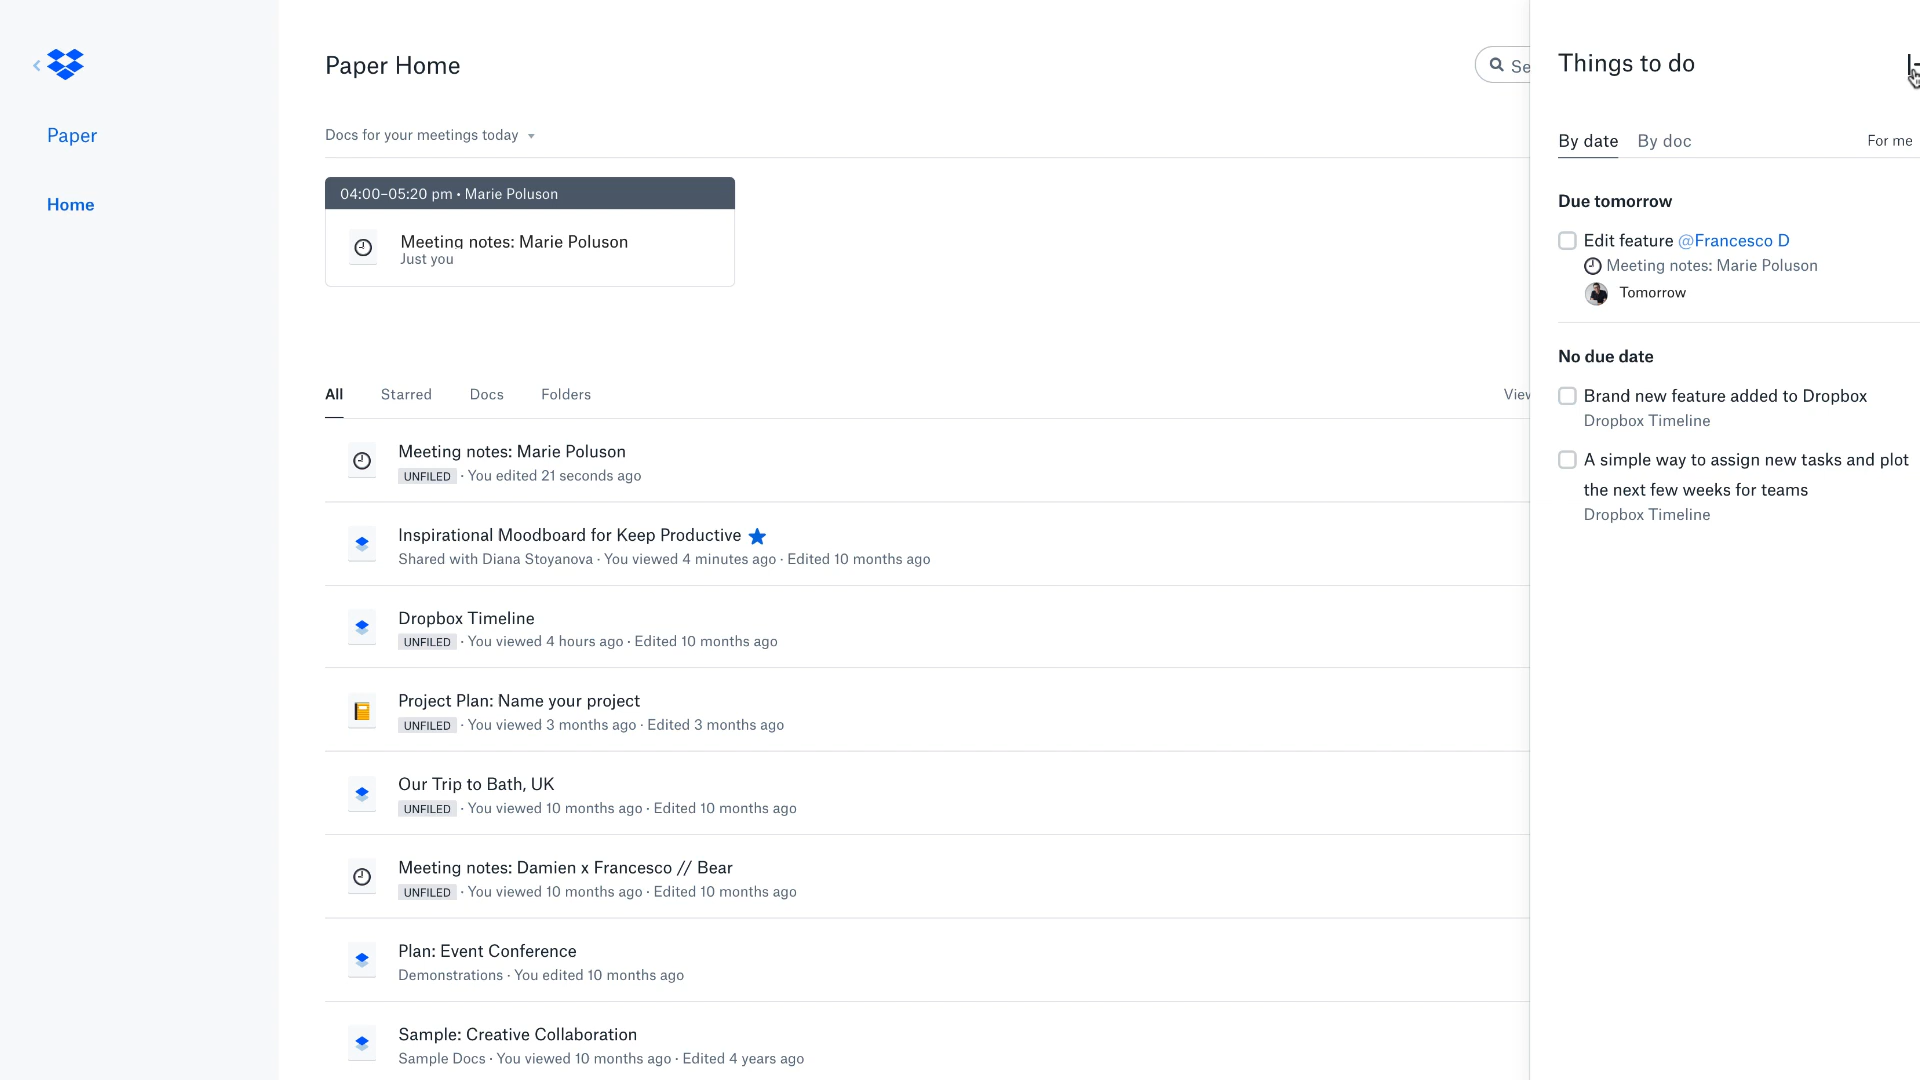 Paper
Home
Paper Home
Docs for your meetings today
04:00–05:20 pm • Marie Poluson
Meeting notes: Marie Poluson
Just you
All Starred Docs Folders
Meeting notes: Marie Poluson
UNFILED · You edited 21 seconds ago
Inspirational Moodboard for Keep Productive
Shared with Diana Stoyanova · You viewed 4 minutes ago · Edited 10 months ago
Dropbox Timeline
UNFILED · You viewed 4 hours ago · Edited 10 months ago
Project Plan: Name your project
UNFILED · You viewed 3 months ago · Edited 3 months ago
Our Trip to Bath, UK
UNFILED · You viewed 10 months ago · Edited 10 months ago
Meeting notes: Damien x Francesco // Bear
UNFILED · You viewed 10 months ago · Edited 10 months ago
Plan: Event Conference
Demonstrations · You edited 10 months ago
Sample: Creative Collaboration
Sample Docs · You viewed 10 months ago · Edited 4 years ago
Things to do
By date By doc For me
Due tomorrow
Edit feature @Francesco D
Meeting notes: Marie Poluson
Tomorrow
No due date
Brand new feature added to Dropbox
Dropbox Timeline
A simple way to assign new tasks and plot
the next few weeks for teams
Dropbox Timeline